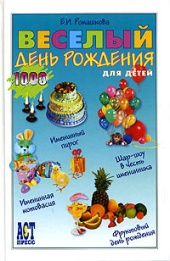 Е.И. Ромашкова
ВЕСЕЛЫЙ
ДЕНЬ РОЖДЕНИЯ
ДЛЯ ДЕТЕЙ
1000
Именинный
пирог
Шар-шоу
в честь
именинника
Именинная
котовасия
Фруктовый
день рождения
АСТ
ПРЕСС